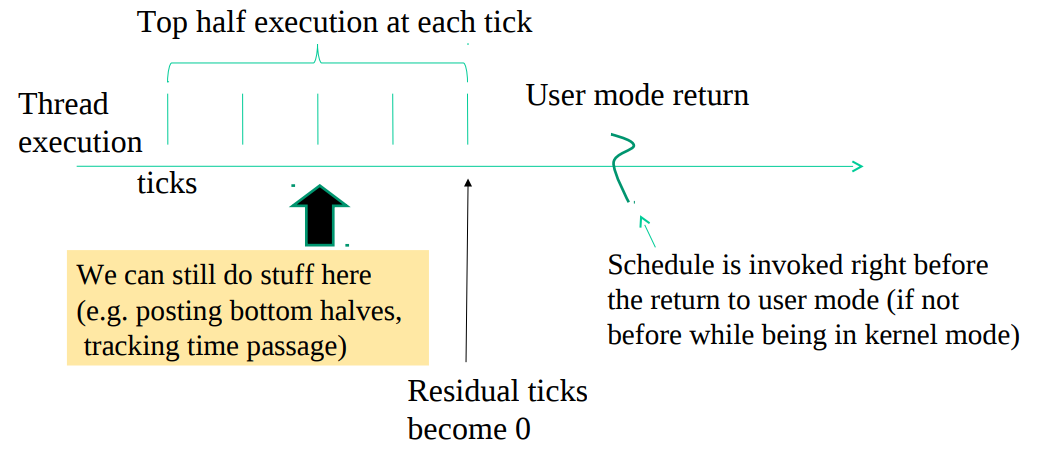 Top half execution at each tick
User mode return
Thread
execution
ticks
We can still do stuff here
(e.g. posting bottom halves,
tracking time passage)
Schedule is invoked right before
the return to user mode (if not
before while being in kernel mode)
Residual ticks
become 0